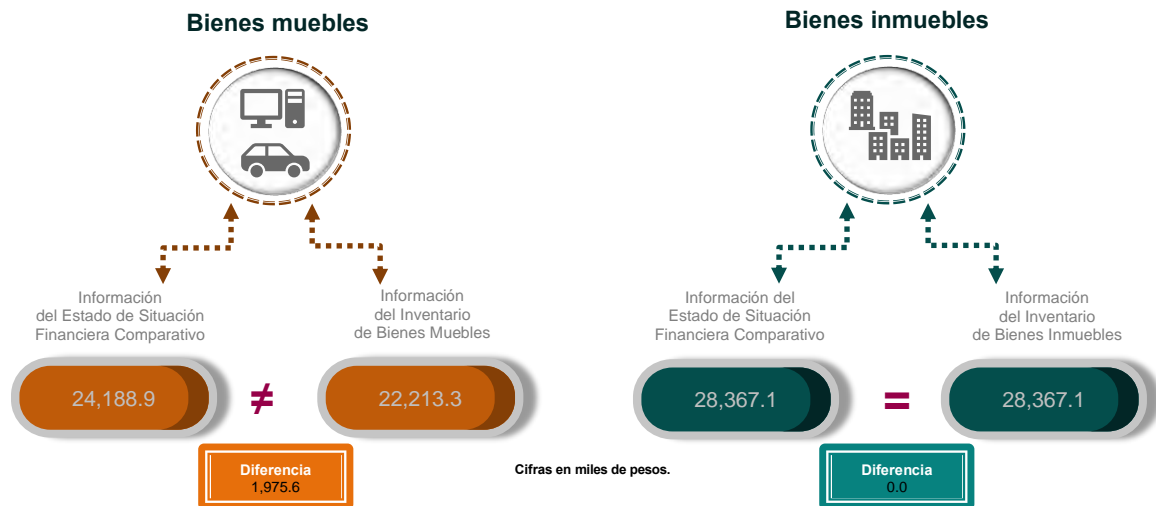 Bienes muebles
Información
del Estado de Situación
Financiera Comparativo
Información
del Inventario
de Bienes Muebles
24,188.9
≠
22,213.3
Diferencia
1,975.6
Cifras en miles de pesos.
Bienes inmuebles
Información del
Estado de Situación
Financiera Comparativo
Información
del Inventario
de Bienes Inmuebles
28,367.1
=
28,367.1
Diferencia
0.0